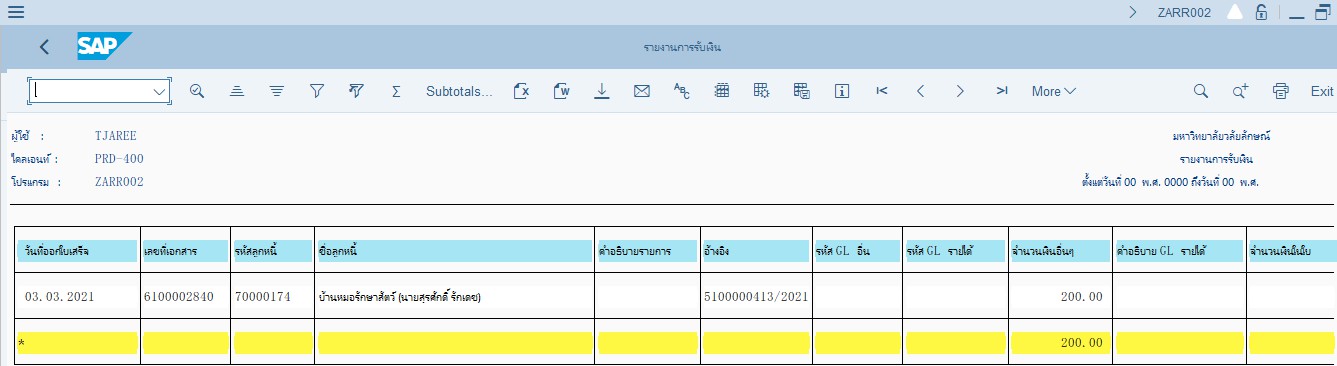 ZARR002
SAP
รายงานการรับเงิน
Subtotals...
More
Exit
ผู้ใช้ : TJAREE
มหาวิทยาลัยวลัยลักษณ์
ไคลเอนท์ : PRD-400
รายงานการรับเงิน
โปรแกรม : ZARR002
ตั้งแต่วันที่ 00 พ.ศ. 0000 ถึงวันที่ 00 พ.ศ.
วันที่ออกใบเสร็จ เลขที่เอกสาร รหัสลูกหนี้ ชื่อลูกหนี้ คำอธิบายรายการ อ้างอิง รหัส GL อื่น รหัส GL รายได้ จำนวนเงินอื่นๆ คำอธิบาย GL รายได้ จำนวนเงินในใบ
03.03.2021 6100002840 70000174 บ้านหมอรักษาสัตว์ (นายสุรศักดิ์ รักเดช) 5100000413/2021 200.00
* 200.00